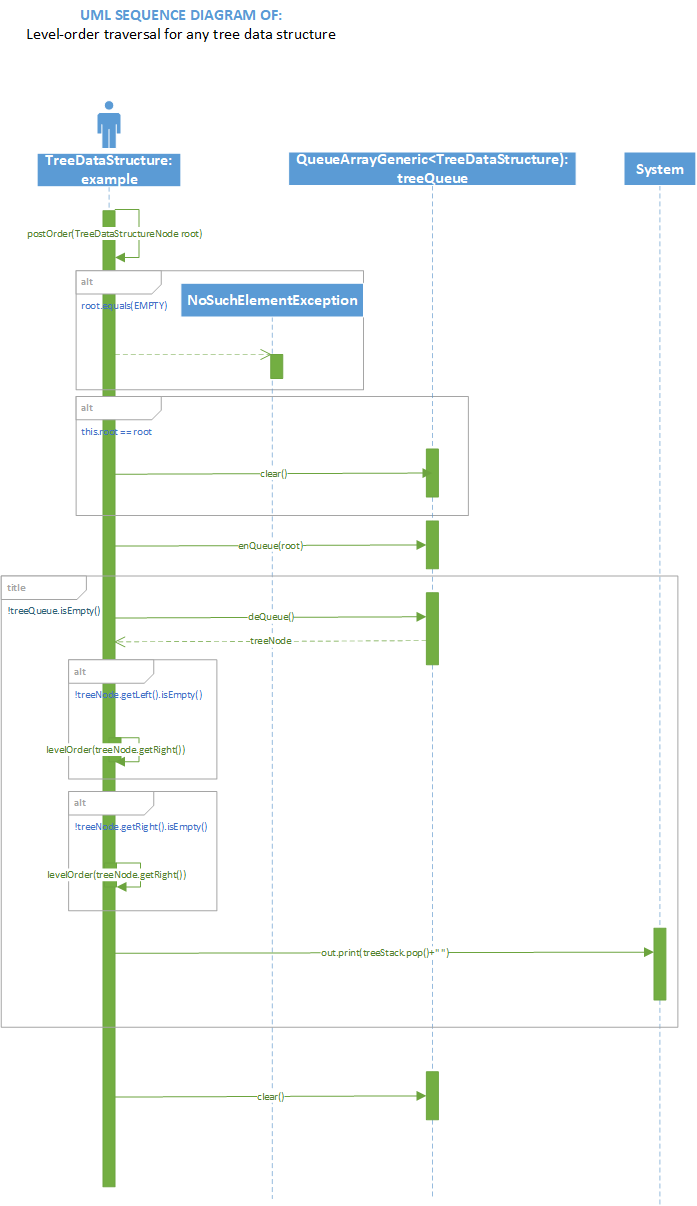 UML SEQUENCE DIAGRAM OF:
Level-order traversal for any tree data structure
TreeDataStructure:
example
QueueArrayGeneric<TreeDataStructure):
treeQueue
System
postOrder(TreeDataStructureNode root)
alt
root.equals(EMPTY)
NoSuchElementException
alt
this.root == root
clear()
enQueue(root)
title
!treeQueue.isEmpty()
deQueue()
treeNode
alt
!treeNode.getLeft().isEmpty()
levelOrder(treeNode.getRight())
alt
!treeNode.getRight().isEmpty()
levelOrder(treeNode.getRight())
out.print(treeStack.pop()+" ")
clear()